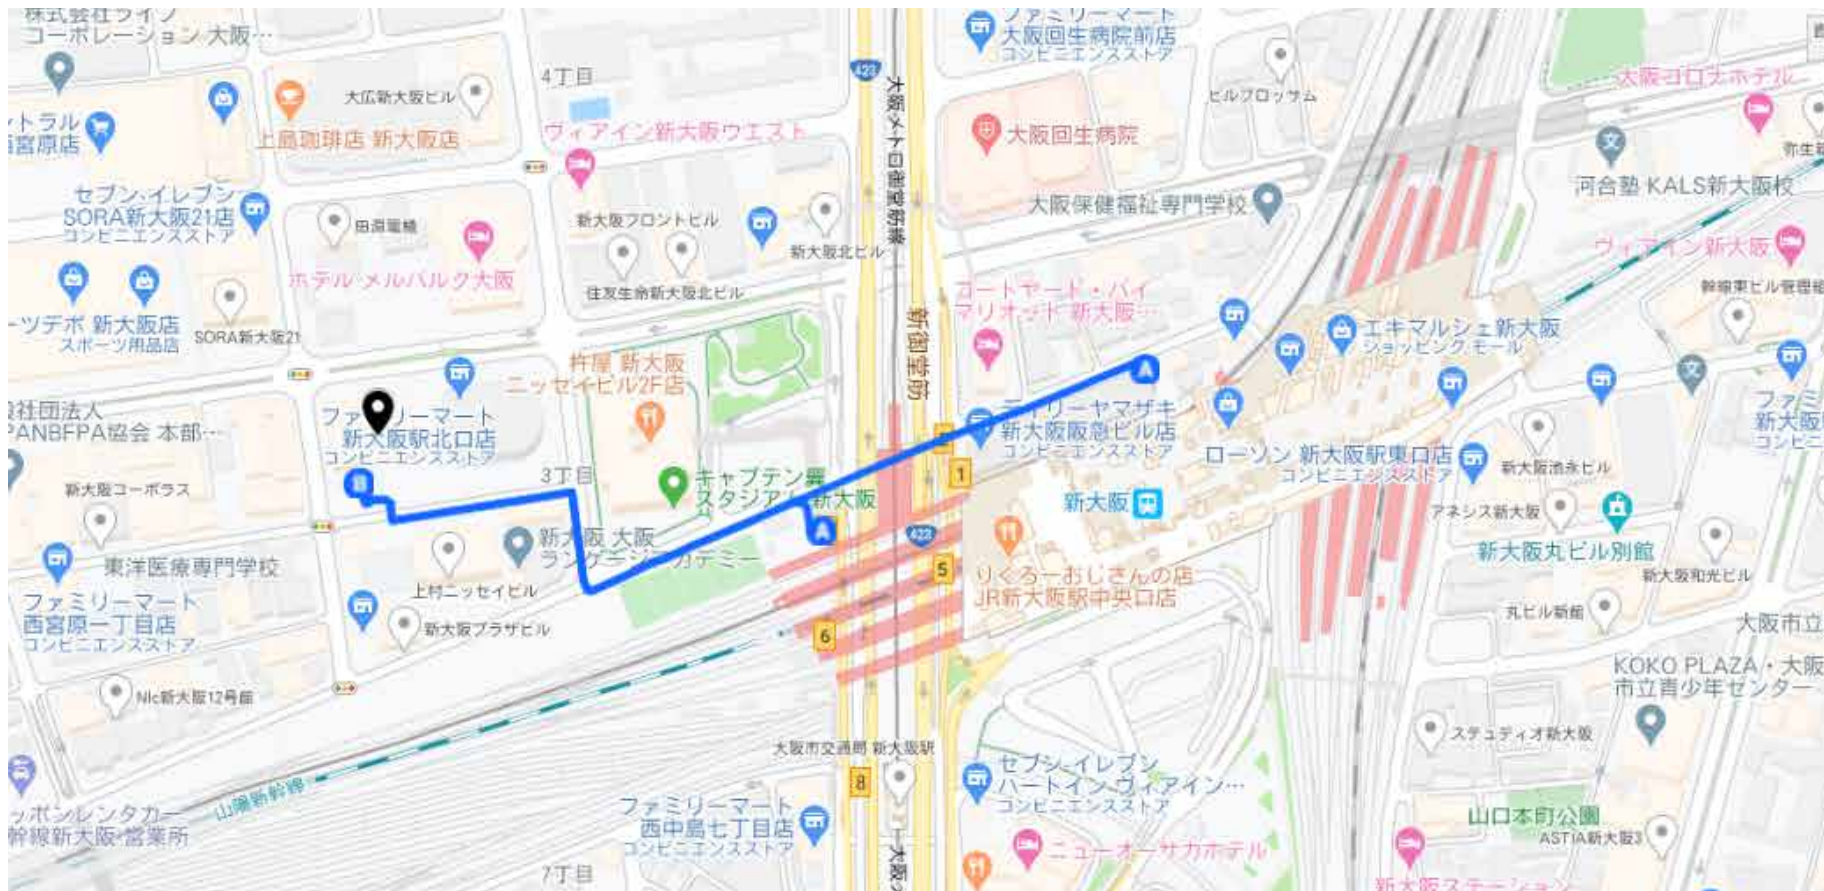 株式会社ライフ
コーポレーション 大阪…
4丁目
ファミリーマート
大阪回生病院前店
コンビニエンスストア
423
大阪コロナホテル
大広新大阪ビル
ヒルブロッサム
上島珈琲店 新大阪店
ヴィアイン新大阪ウエスト
大阪回生病院
大阪メトロ御堂筋線
セブン-イレブン
SORA新大阪21店
コンビニエンスストア
田源電機
新大阪フロントビル
新大阪北ビル
大阪保健福祉専門学校
河合塾 KALS新大阪校
ヴィアイン新大阪
ホテル メルパルク大阪
住友生命新大阪北ビル
コートヤード・バイ
マリオット 新大阪…
新御堂筋
ーツデポ 新大阪店
スポーツ用品店
SORA新大阪21
エキマルシェ新大阪
ショッピング モール
杵屋 新大阪
ニッセイビル2F店
A
ファミリーマート
新大阪駅北口店
コンビニエンスストア
デイリーヤマザキ
新大阪阪急ビル店
コンビニエンスストア
社団法人
PANBFPA協会 本部…
ローソン 新大阪駅東口店
コンビニエンスストア
新大阪池永ビル
新大阪コーポラス
B
3丁目
キャプテン翼
スタジアム 新大阪
1
新大阪
アネシス新大阪
新大阪丸ビル別館
新大阪和光ビル
新大阪 大阪
ランゲージアカデミー
A
423
5
りくろーおじさんの店
JR新大阪駅中央口店
東洋医療専門学校
上村ニッセイビル
ファミリーマート
西宮原一丁目店
コンビニエンスストア
新大阪プラザビル
6
丸ビル新館
大阪市立
KOKO PLAZA・大阪
市立青少年センター
Nlc新大阪12号館
ステュディオ新大阪
大阪市交通局 新大阪駅
8
セブン-イレブン
ハートインヴィアイン…
コンビニエンスストア
山陽新幹線
ッポンレンタカー
幹線新大阪 営業所
ファミリーマート
西中島七丁目店
コンビニエンスストア
山口本町公園
ASTIA新大阪3
ニューオーサカホテル
7丁目
新大阪ステーション